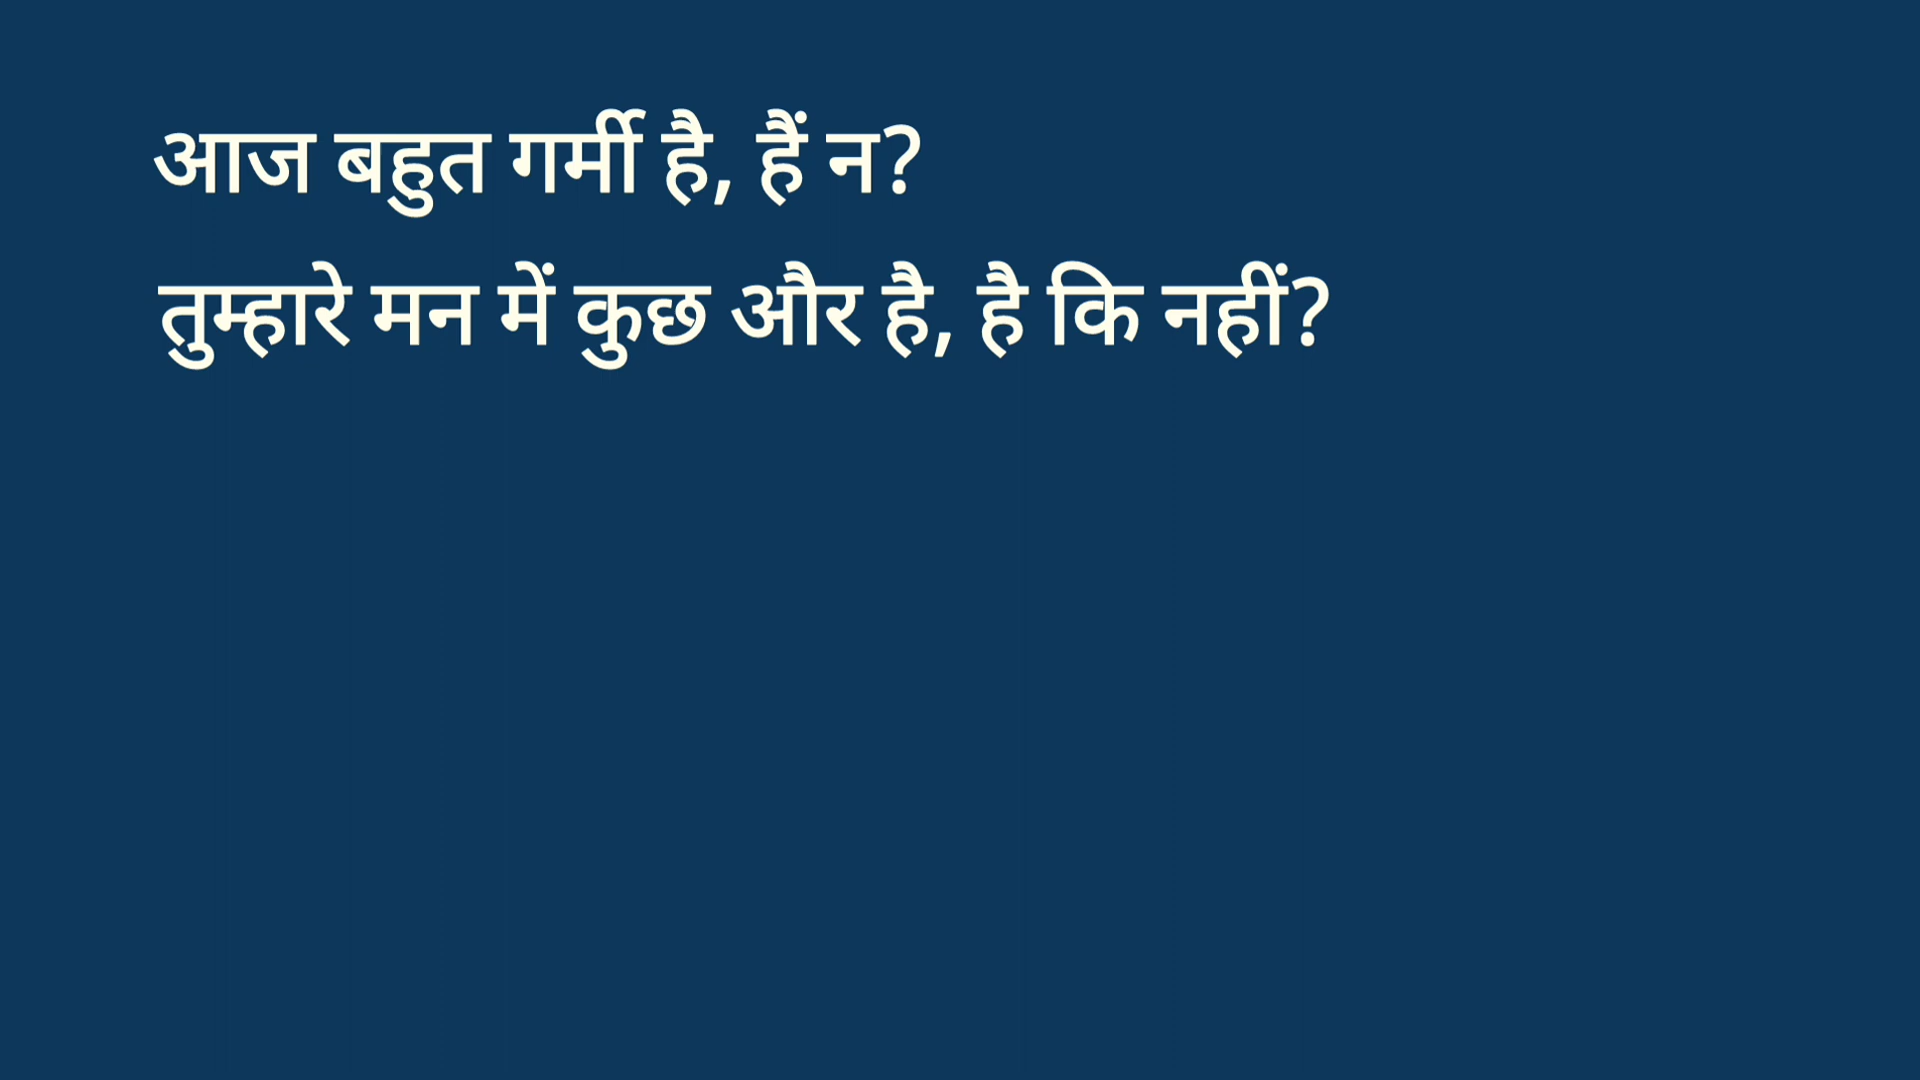 आज बहुत गर्मी है, हैं न?
तुम्हारे मन में कुछ और है, है कि नहीं?